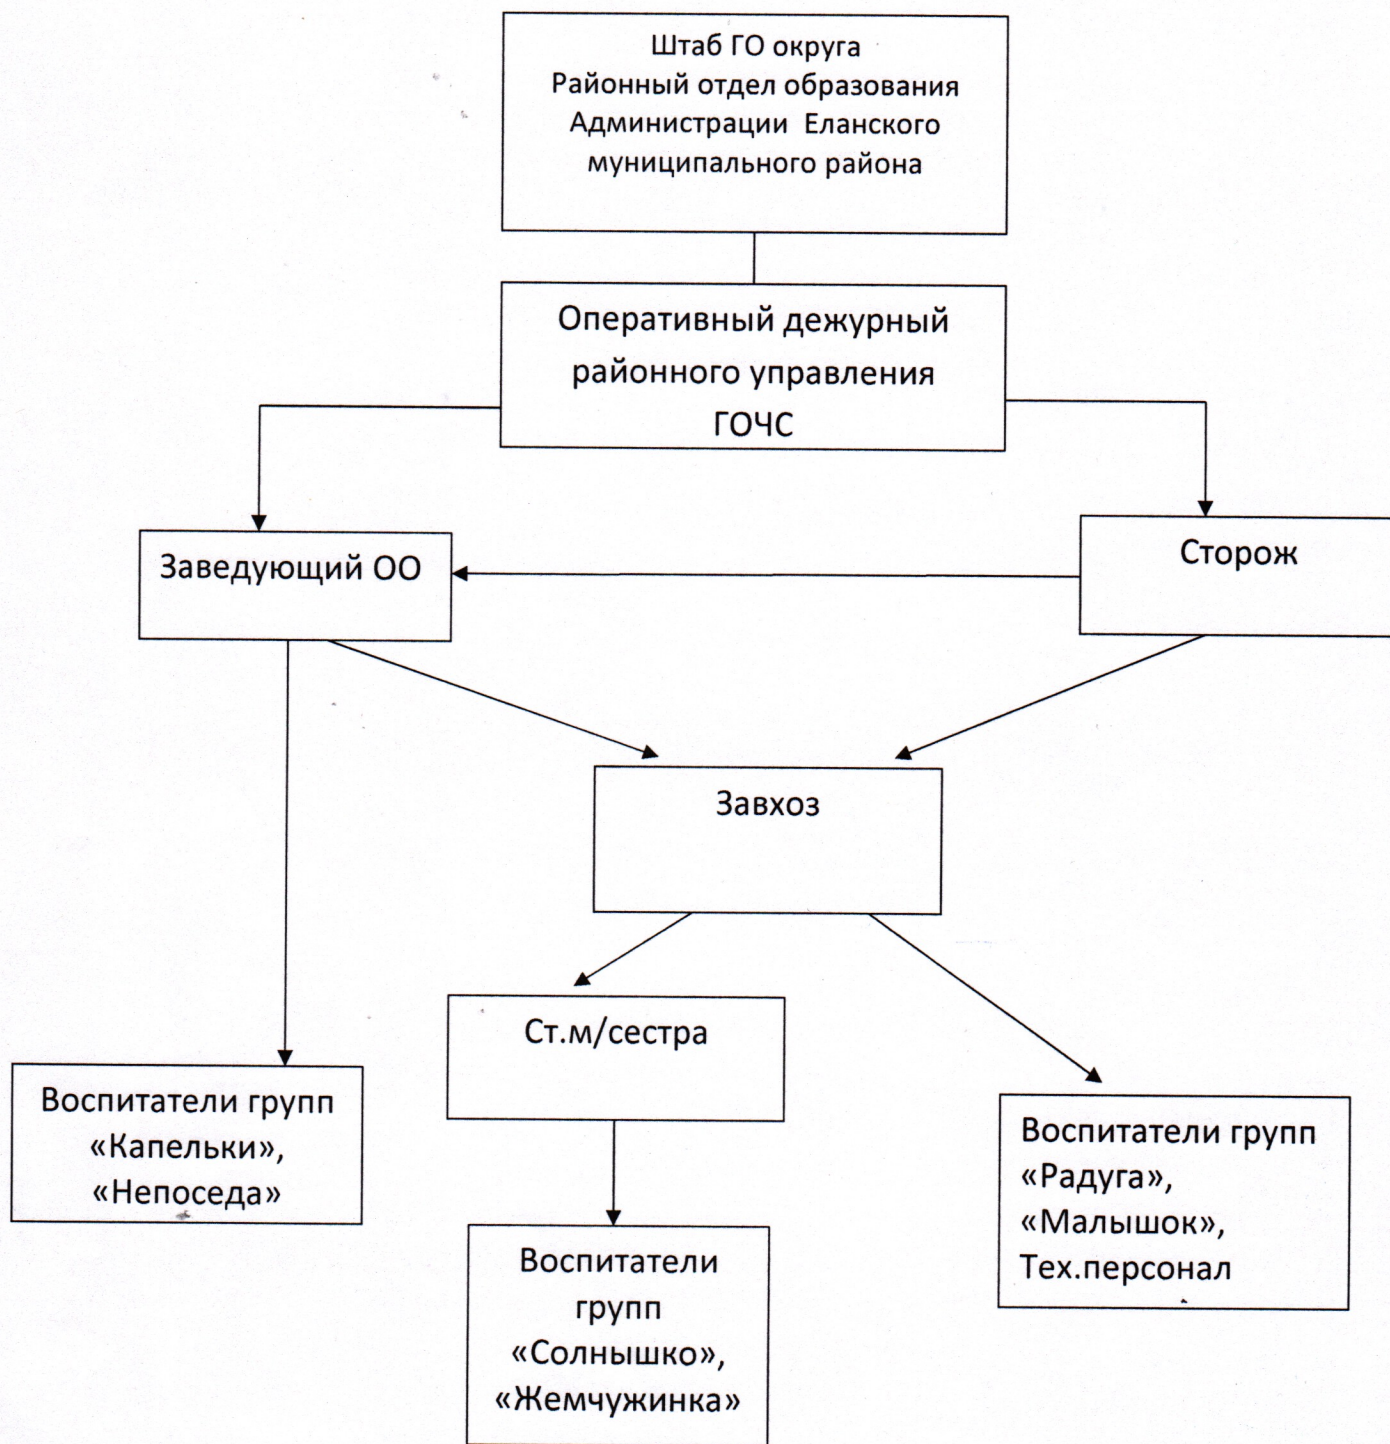 Штаб ГО округа
Районный отдел образования
Администрации Еланского
муниципального района
Оперативный дежурный
районного управления
ГОЧС
Заведующий ОО
Сторож
Завхоз
Ст.м/сестра
Воспитатели групп
«Капельки»,
«Непоседа»
Воспитатели групп
«Радуга»,
«Малышок»,
Тех.персонал
Воспитатели
групп
«Солнышко»,
«Жемчужинка»